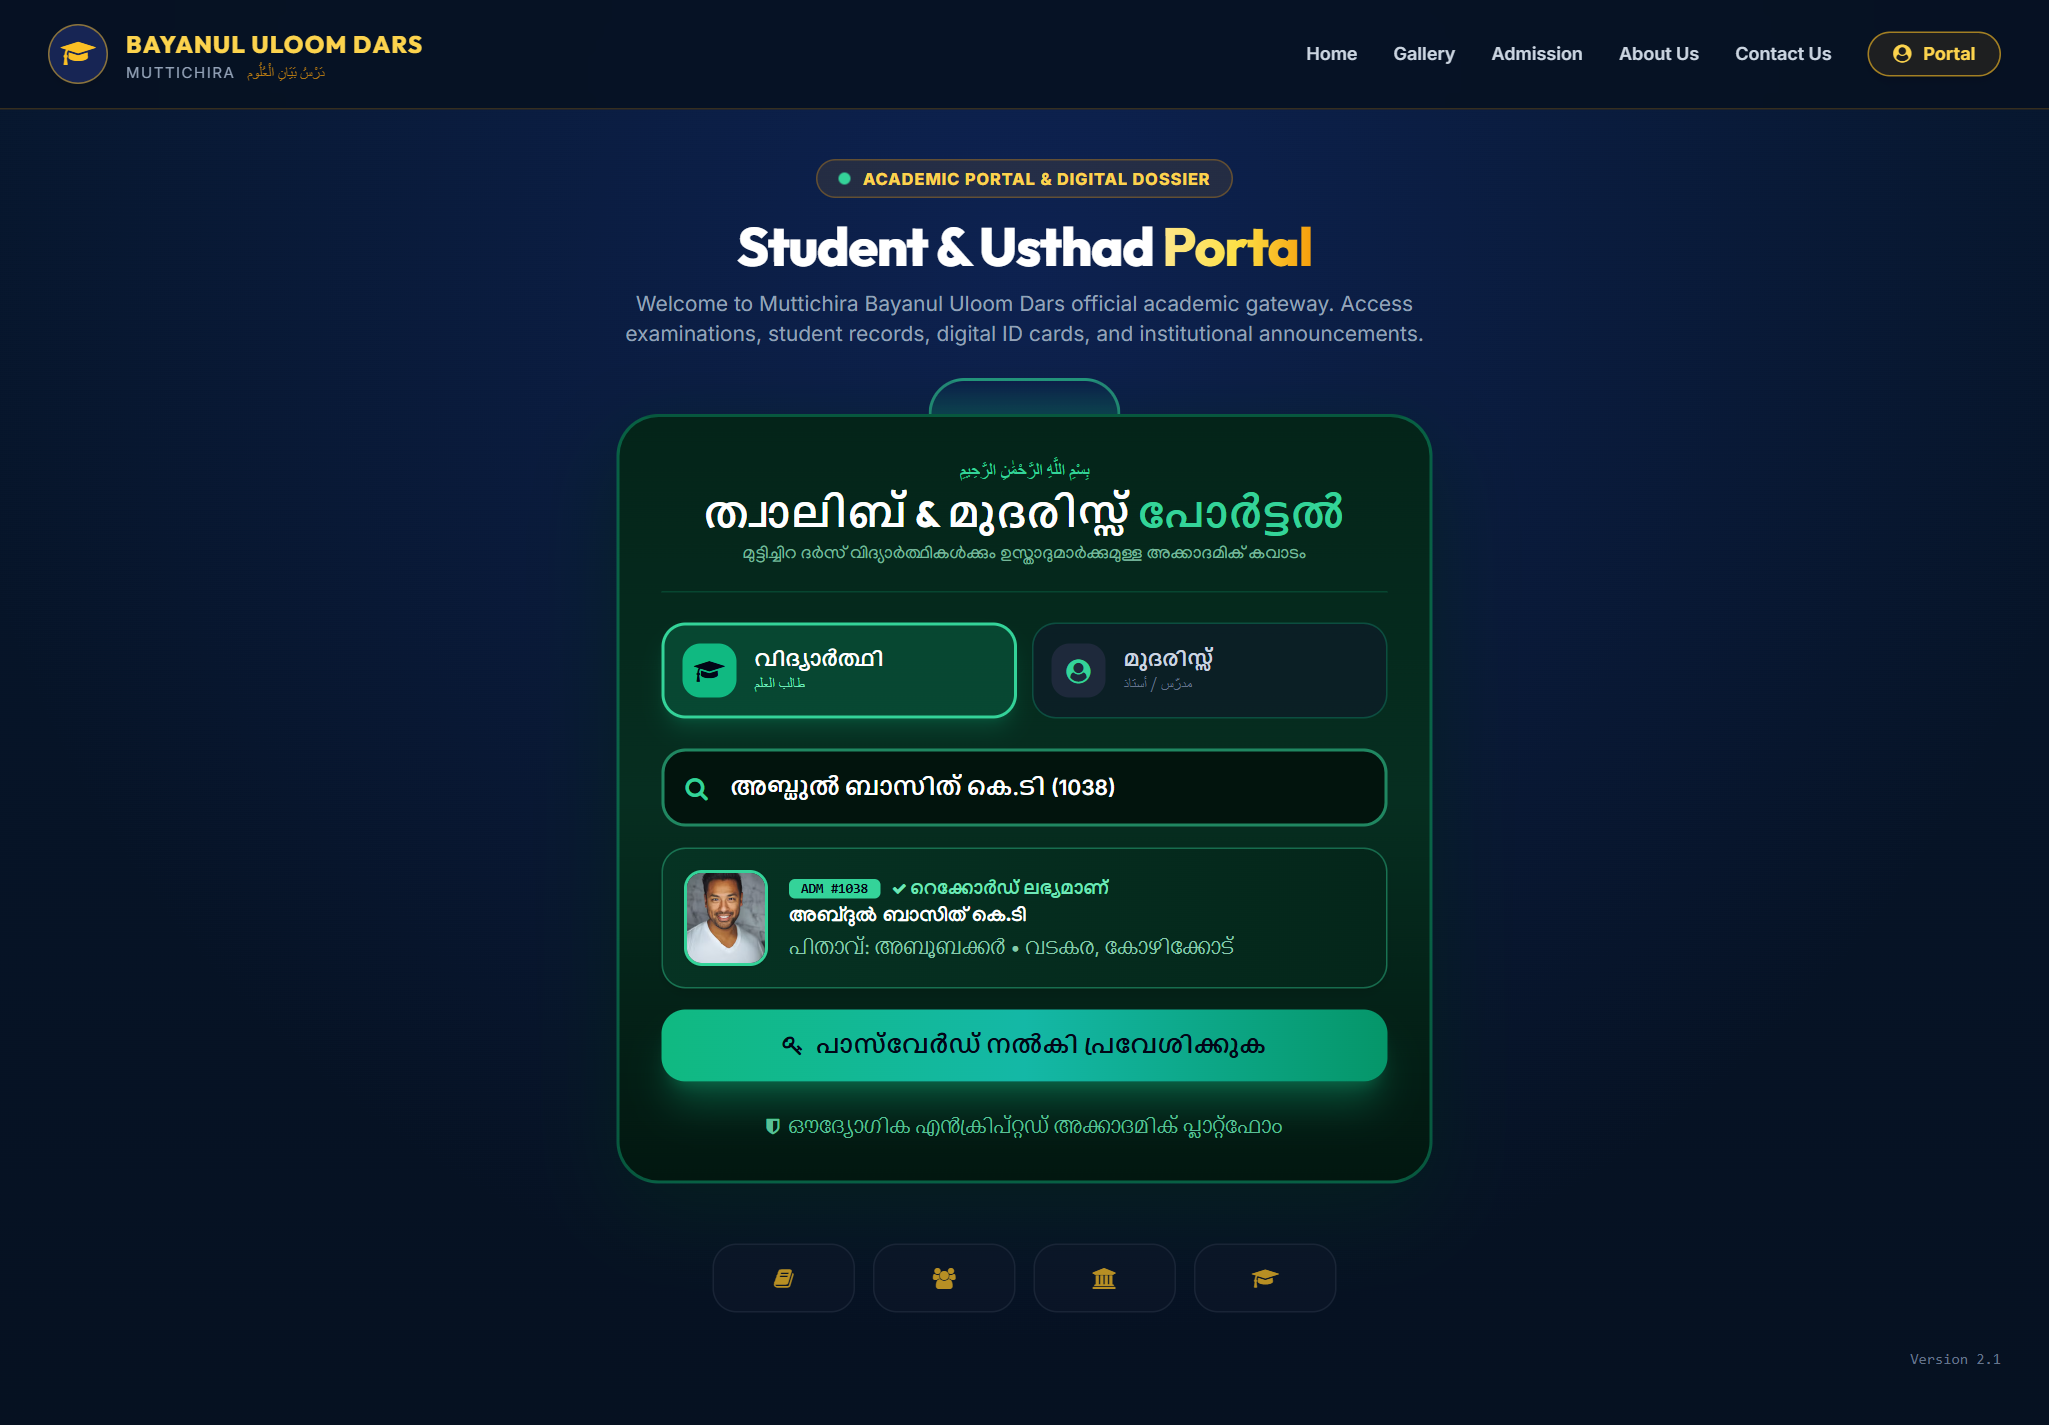 BAYANUL ULOOM DARS
MUTTICHIRA دَرْسُ بَيَانِ الْعُلُوم
Home
Gallery
Admission
About Us
Contact Us
Portal
ACADEMIC PORTAL & DIGITAL DOSSIER
Student & Usthad Portal
Welcome to Muttichira Bayanul Uloom Dars official academic gateway. Access
examinations, student records, digital ID cards, and institutional announcements.
بِسْمِ اللَّهِ الرَّحْمَٰنِ الرَّحِيمِ
ത്വാലിബ് & മുദരിസ്സ് പോർട്ടൽ
മുട്ടിച്ചിറ ദർസ് വിദ്യാർത്ഥികൾക്കും ഉസ്താദുമാർക്കുമുള്ള അക്കാദമിക് കവാടം
വിദ്യാർത്ഥി
طالب العلم
മുദരിസ്സ്
مدرّس / أستاذ
അബ്ദുൽ ബാസിത് കെ.ടി (1038)
ADM #1038 റെക്കോർഡ് ലഭ്യമാണ്
അബ്ദുൽ ബാസിത് കെ.ടി
പിതാവ്: അബൂബക്കർ • വടകര, കോഴിക്കോട്
പാസ്‌വേർഡ് നൽകി പ്രവേശിക്കുക
ഔദ്യോഗിക എൻക്രിപ്റ്റഡ് അക്കാദമിക് പ്ലാറ്റ്ഫോം
Version 2.1